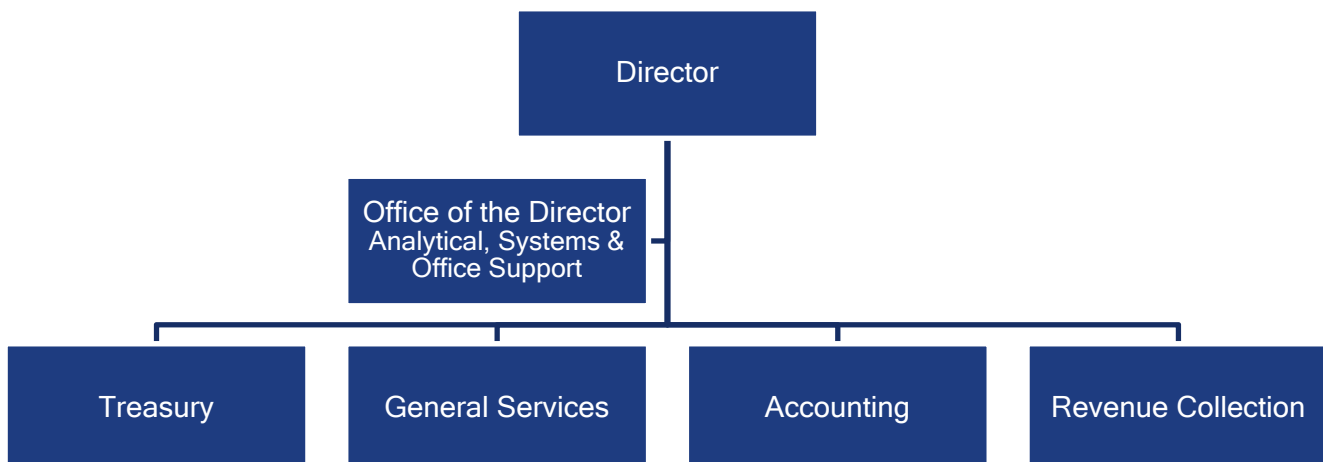 Director
Office of the Director
Analytical, Systems &
Office Support
Treasury
General Services
Accounting
Revenue Collection